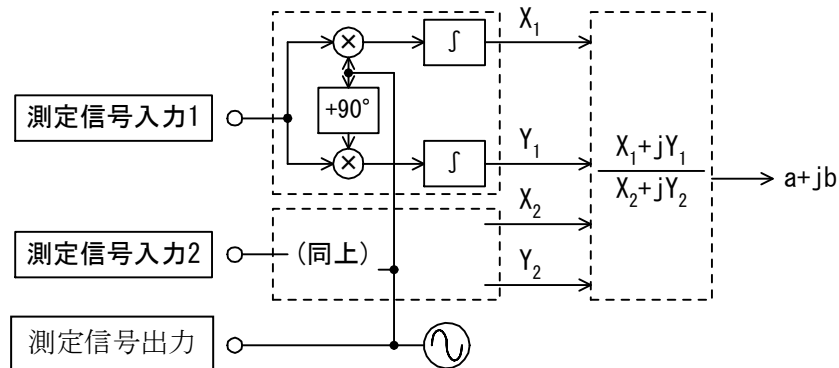 X1
×
∫
+90°
測定信号入力1
×
∫
Y1
X1+jY1
X2+jY2
a+jb
X2
測定信号入力2
(同上)
Y2
測定信号出力